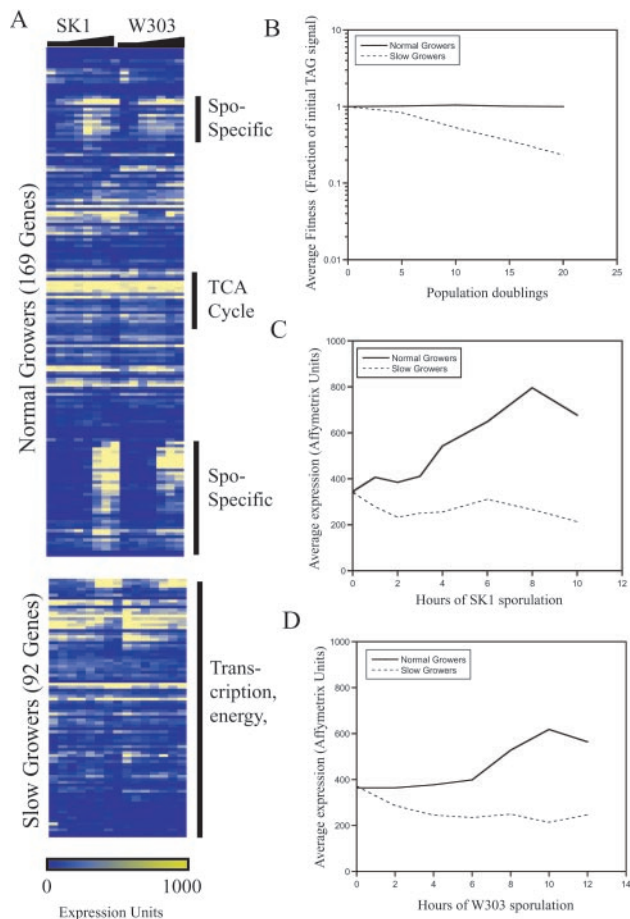 A
SK1 W303
Normal Growers (169 Genes)
Spo-
Specific
TCA
Cycle
Spo-
Specific
Slow Growers (92 Genes)
Trans-
cription,
energy,
0 1000
Expression Units
B
Normal Growers
Slow Growers
Average Fitness (Fraction of initial TAG signal)
10
1
0.1
0.01
0 5 10 15 20 25
Population doublings
C
Normal Growers
Slow Growers
Average expression (Affymetrix Units)
1000
800
600
400
200
0
0 2 4 6 8 10 12
Hours of SK1 sporulation
D
Normal Growers
Slow Growers
Average expression (Affymetrix Units)
1000
800
600
400
200
0
0 2 4 6 8 10 12 14
Hours of W303 sporulation